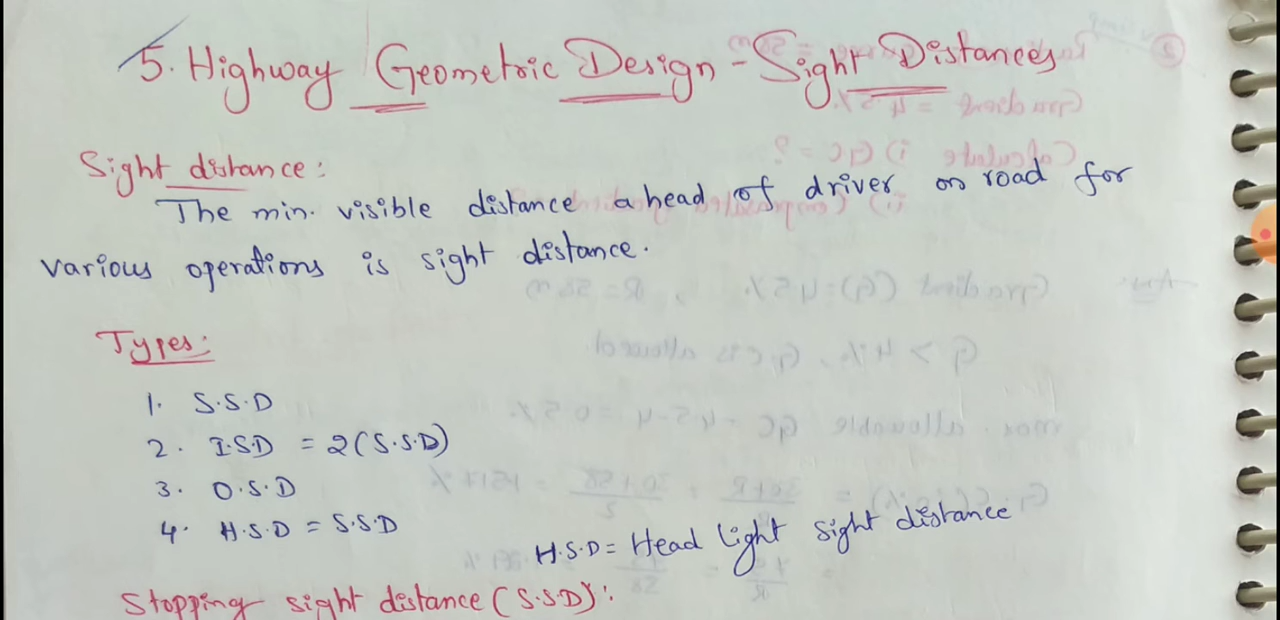 5. Highway Geometric Design - Sight Distances
Sight distance:
The min. visible distance ahead of driver on road for
various operations is sight distance.
Types:
1. S.S.D
2. I.S.D = 2(S.S.D)
3. O.S.D
4. H.S.D = S.S.D
H.S.D = Head light sight distance
Stopping sight distance (S.S.D):